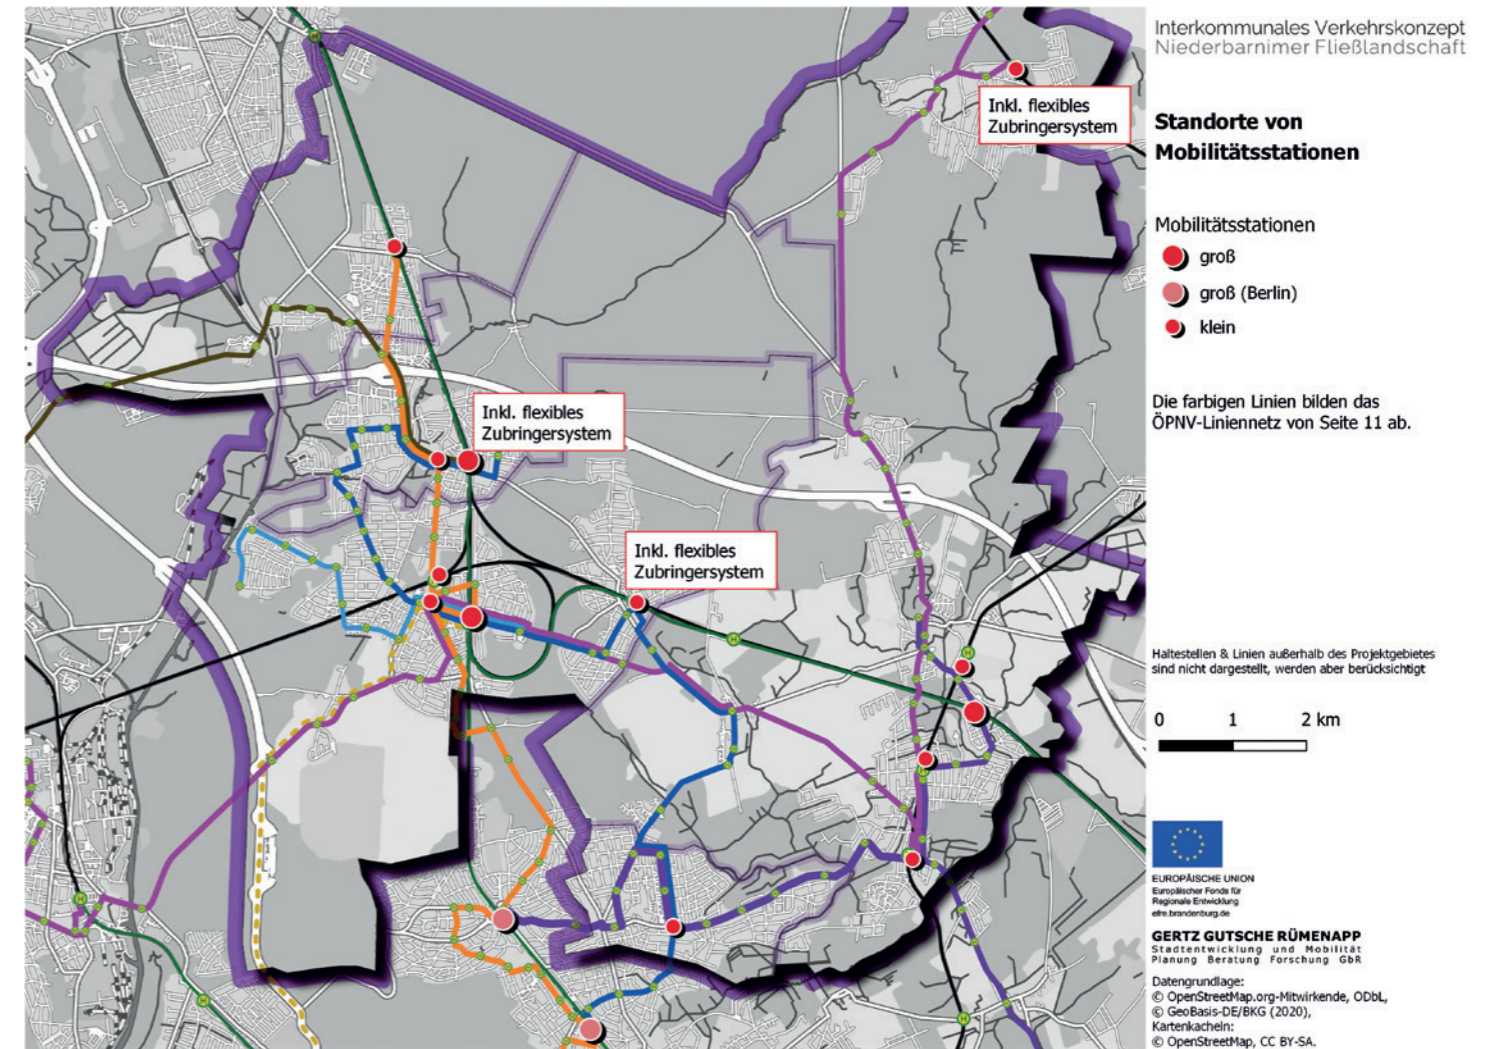 Interkommunales Verkehrskonzept
Niederbarnimer Fließlandschaft
Inkl. flexibles
Zubringersystem
Standorte von
Mobilitätsstationen
Mobilitätsstationen
groß
groß (Berlin)
klein
Die farbigen Linien bilden das
ÖPNV-Liniennetz von Seite 11 ab.
Inkl. flexibles
Zubringersystem
Inkl. flexibles
Zubringersystem
H
H
H
H
H
H
Haltestellen & Linien außerhalb des Projektgebietes
sind nicht dargestellt, werden aber berücksichtigt
0 1 2 km
EUROPÄISCHE UNION
Europäischer Fonds für
Regionale Entwicklung
efre.brandenburg.de
GERTZ GUTSCHE RÜMENAPP
Stadtentwicklung und Mobilität
Planung Beratung Forschung GbR
Datengrundlage:
© OpenStreetMap.org-Mitwirkende, ODbL,
© GeoBasis-DE/BKG (2020),
Kartenkacheln:
© OpenStreetMap, CC BY-SA.